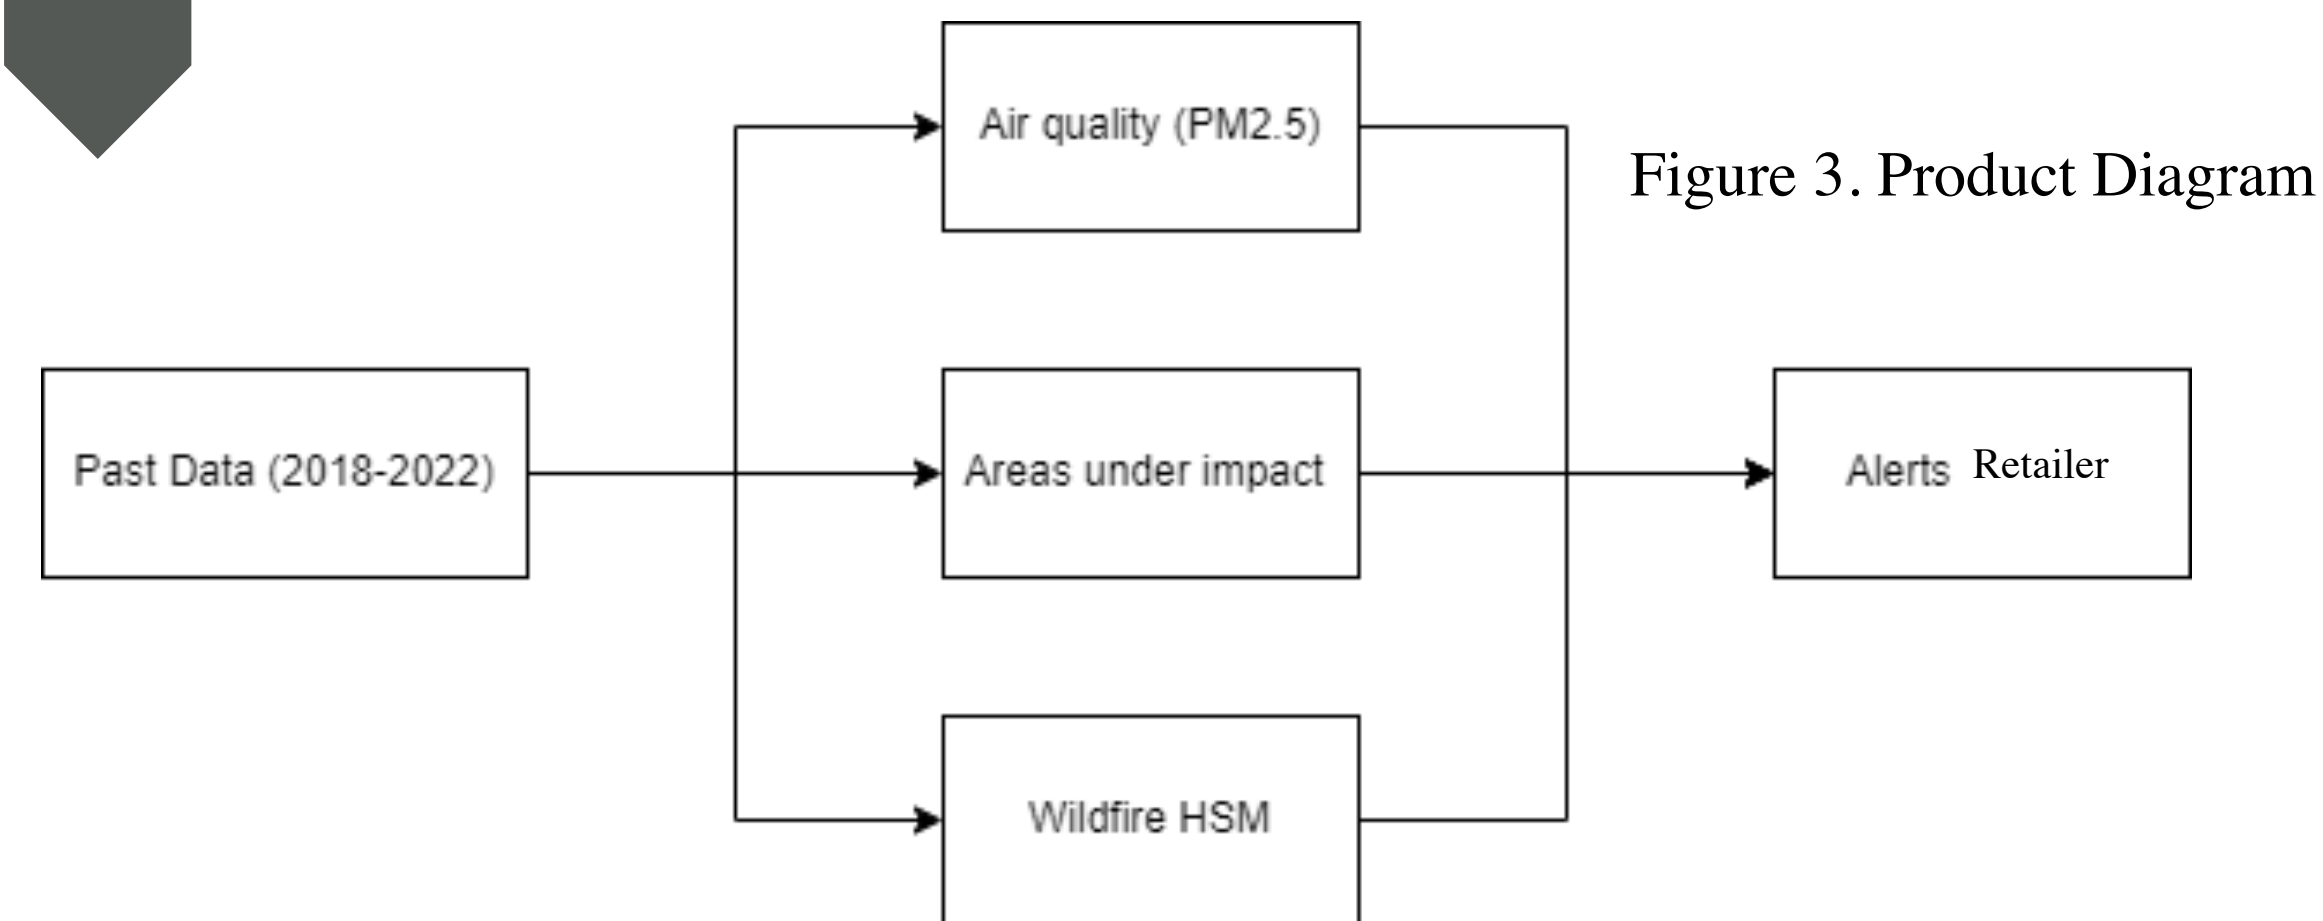 Air quality (PM2.5)
Figure 3. Product Diagram
Past Data (2018-2022)
Areas under impact
Alerts Retailer
Wildfire HSM